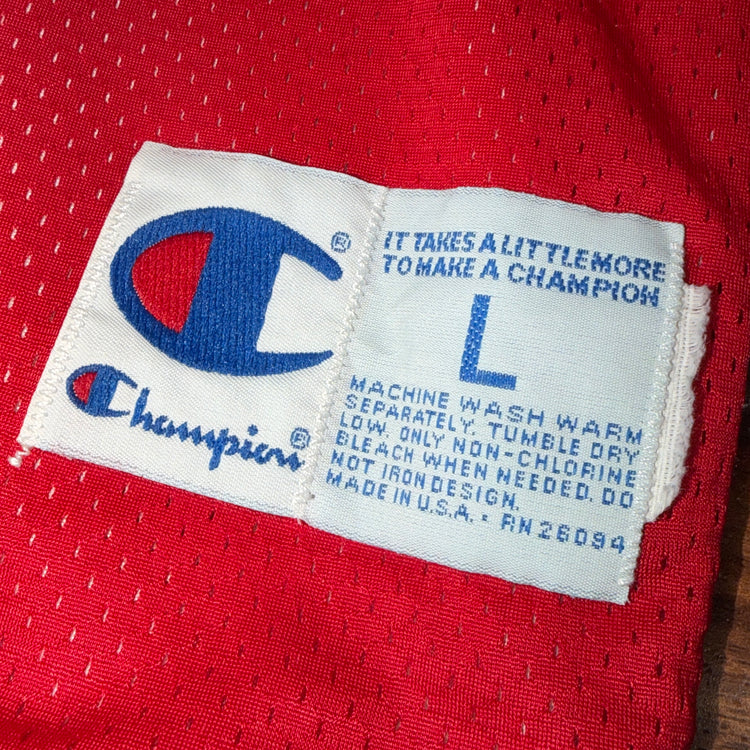 ®
Champion®
IT TAKES A LITTLE MORE
TO MAKE A CHAMPION
L
MACHINE WASH WARM
SEPARATELY, TUMBLE DRY
LOW. ONLY NON-CHLORINE
BLEACH WHEN NEEDED. DO
NOT IRON DESIGN.
MADE IN U.S.A. • RN 26094